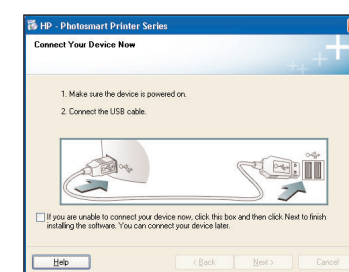 HP - Photosmart Printer Series
Connect Your Device Now
1. Make sure the device is powered on.
2. Connect the USB cable.
If you are unable to connect your device now, click this box and then click Next to finish
installing the software. You can connect your device later.
Help
< Back
Next >
Cancel